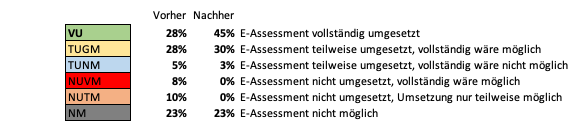 Vorher Nachher
VU 28% 45% E-Assessment vollständig umgesetzt
TUGM 28% 30% E-Assessment teilweise umgesetzt, vollständig wäre möglich
TUNM 5% 3% E-Assessment teilweise umgesetzt, vollständig wäre nicht möglich
NUVM 8% 0% E-Assessment nicht umgesetzt, vollständig wäre möglich
NUTM 10% 0% E-Assessment nicht umgesetzt, Umsetzung nur teilweise möglich
NM 23% 23% E-Assessment nicht möglich